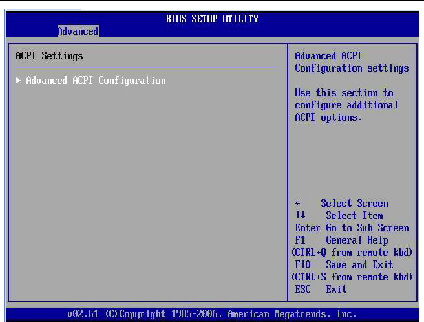 BIOS SETUP UTILITY
Advanced
ACPI Settings
▶ Advanced ACPI Configuration
Advanced ACPI
Configuration settings
Use this section to
configure additional
ACPI options.
← Select Screen
↑↓ Select Item
Enter Go to Sub Screen
F1 General Help
(CTRL+Q from remote kbd)
F10 Save and Exit
(CTRL+S from remote kbd)
ESC Exit
v02.61 (C)Copyright 1985-2006, American Megatrends, Inc.